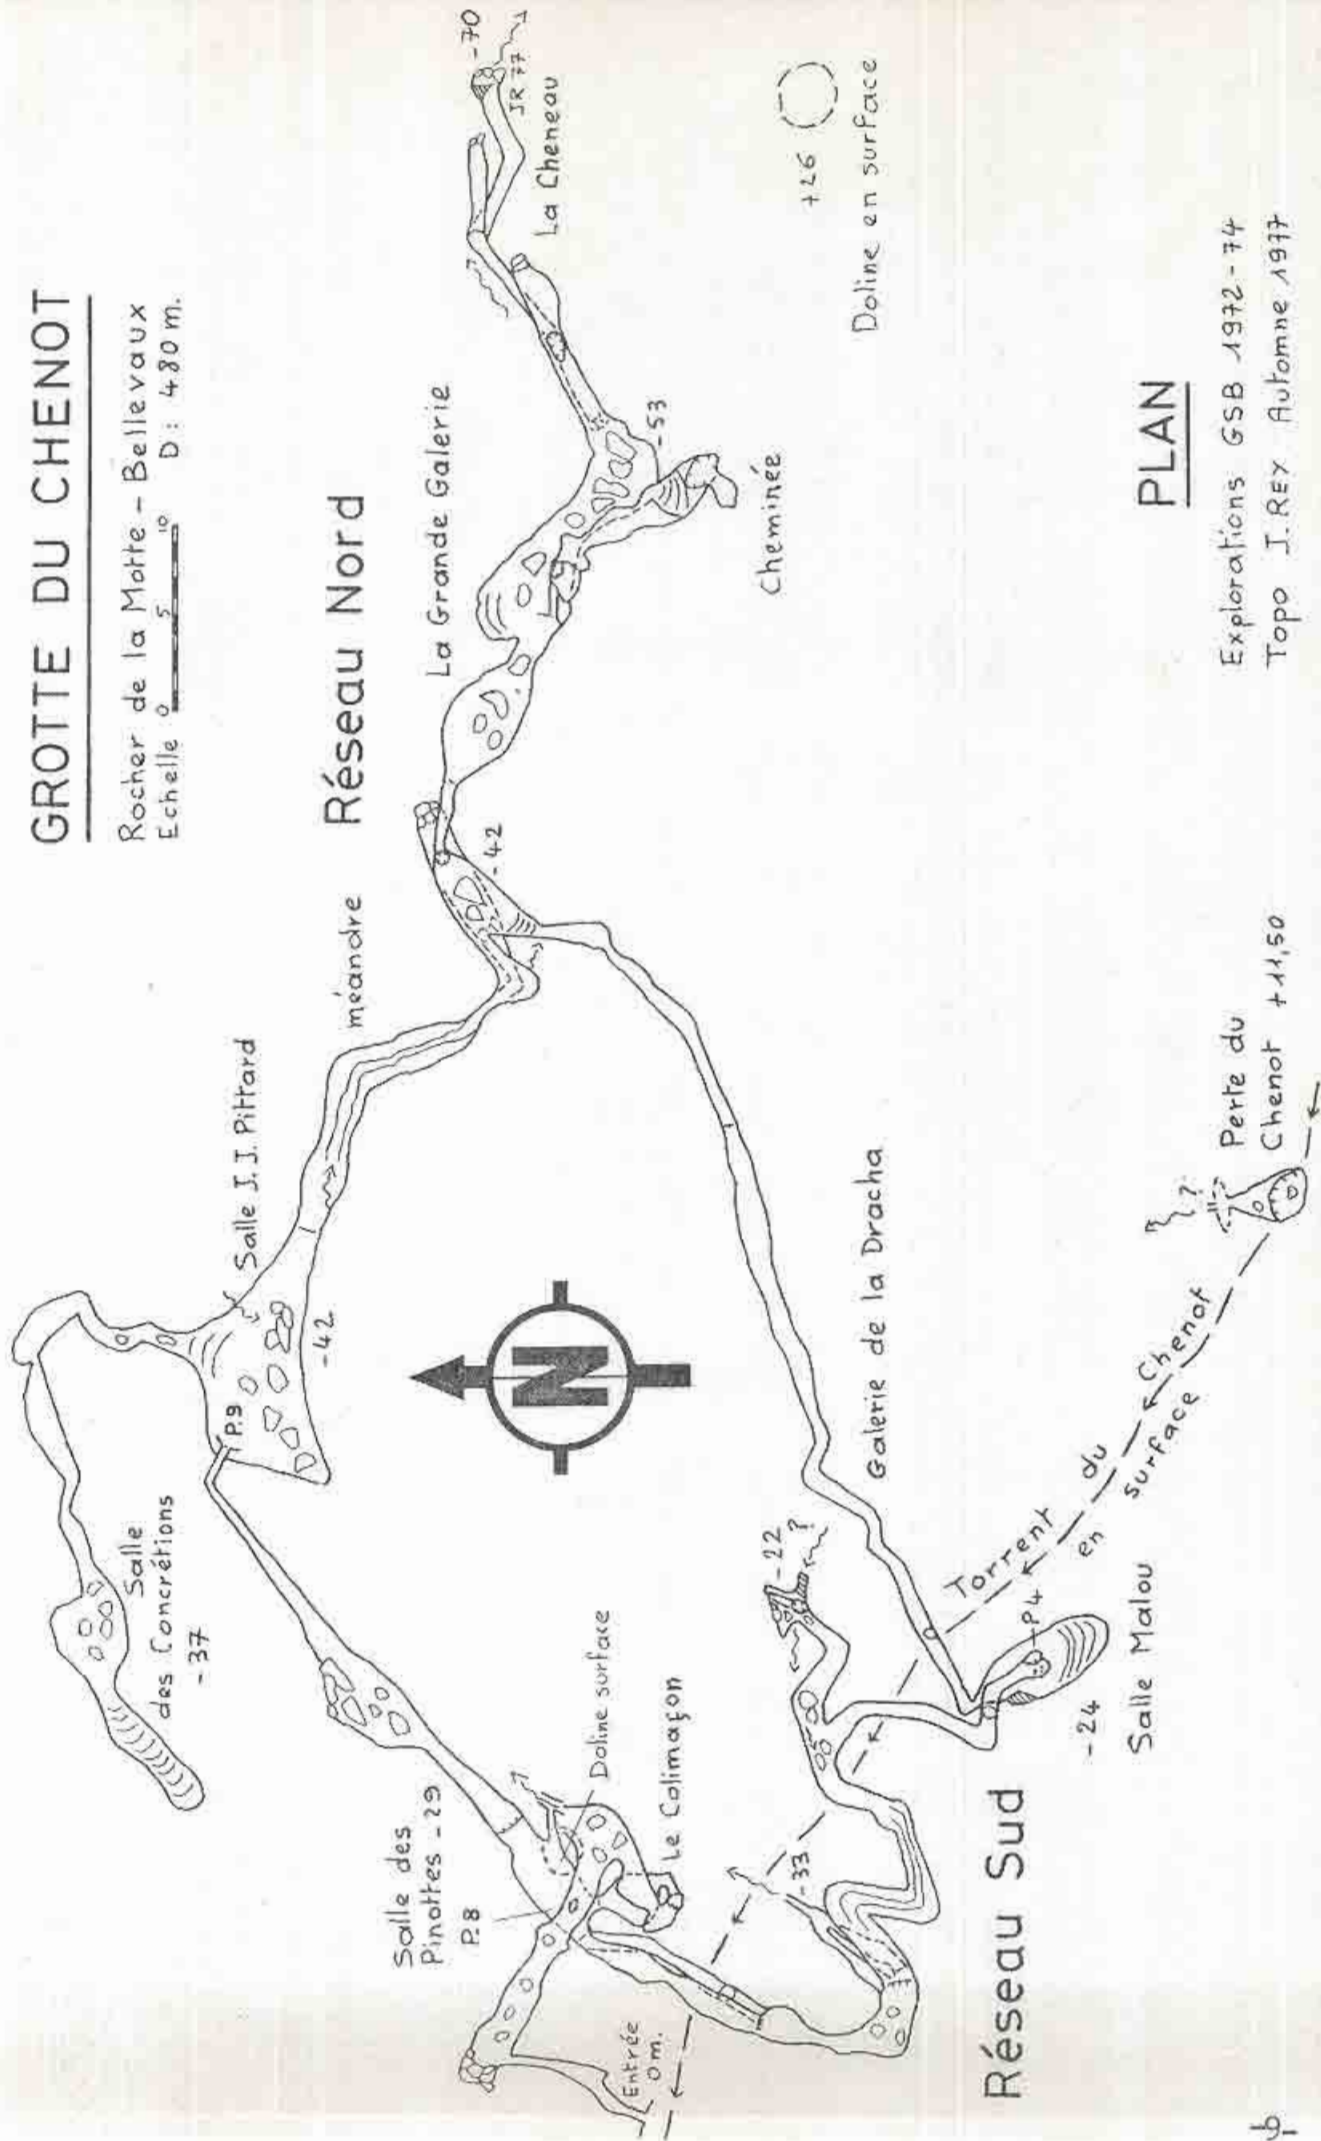 GROTTE DU CHENOT
Rocher de la Motte - Bellevaux
Echelle 0 5 10 D: 480 m.
Réseau Nord
Salle
des Concrétions
-37
Salle J.J. Pittard
P.9
-42
méandre
La Grande Galerie
-42
-53
Cheminée
La Cheneau
JR 77
-70
+26
Doline en surface
Salle des
Pinottes -29
P.8
Doline surface
Le Colimaçon
Entrée
0 m.
N
-33
-22
?
Galerie de la Dracha
Torrent du Chenot
en surface
P4
-24
Salle Malou
Réseau Sud
?
Perte du
Chenot +11,50
PLAN
Explorations GSB 1972-74
Topo J. REY Automne 1977
-6-